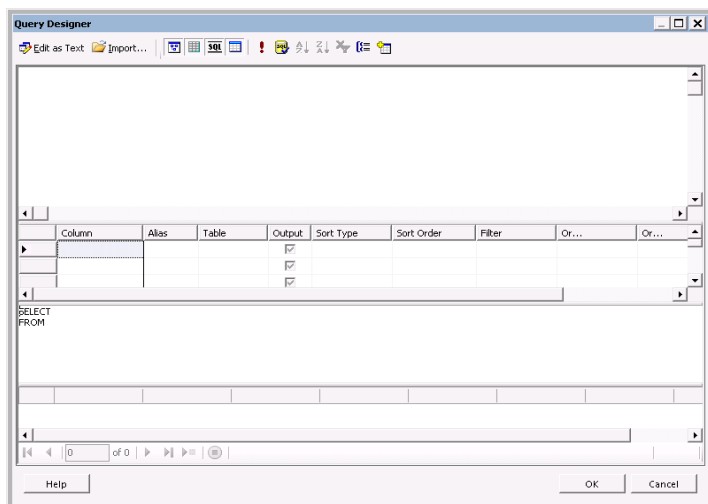 Query Designer
Edit as Text Import... SQL
Column Alias Table Output Sort Type Sort Order Filter Or... Or...
SELECT
FROM
0 of 0
Help OK Cancel